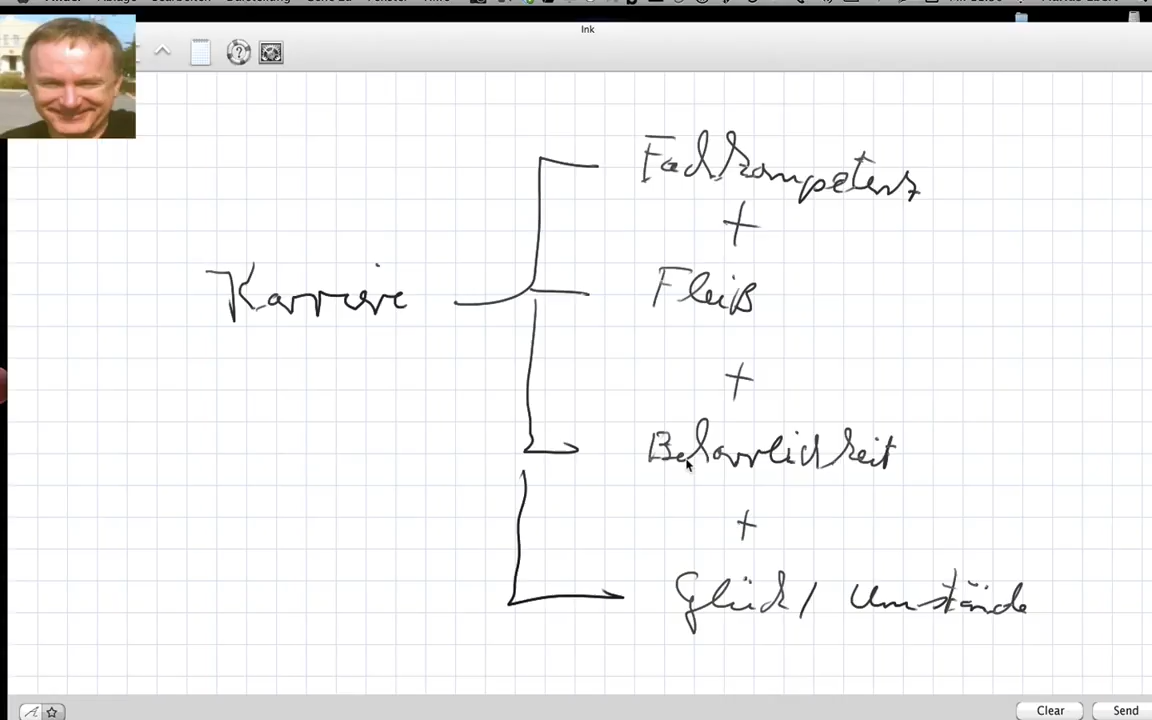 Ink
Fachkompetenz
+
Karriere
Fleiß
+
Beharrlichkeit
+
Glück / Umstände
Clear
Send